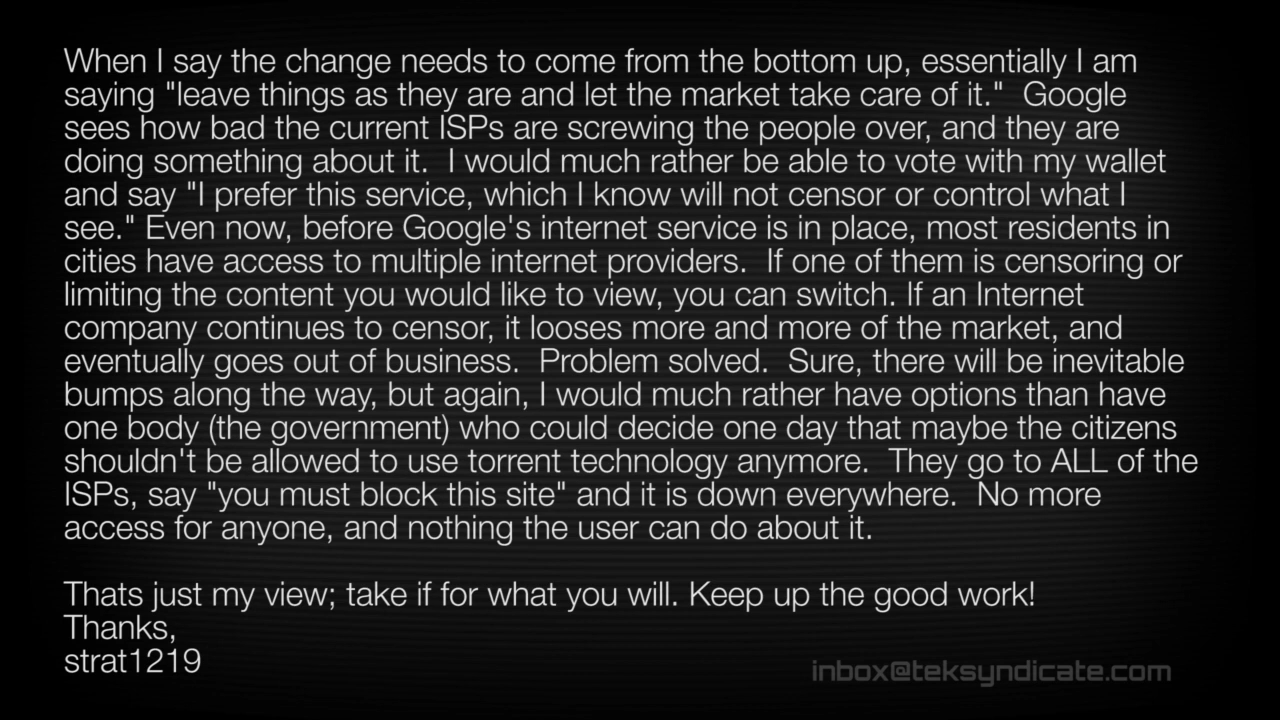 When I say the change needs to come from the bottom up, essentially I am
saying "leave things as they are and let the market take care of it."  Google
sees how bad the current ISPs are screwing the people over, and they are
doing something about it.  I would much rather be able to vote with my wallet
and say "I prefer this service, which I know will not censor or control what I
see." Even now, before Google's internet service is in place, most residents in
cities have access to multiple internet providers.  If one of them is censoring or
limiting the content you would like to view, you can switch. If an Internet
company continues to censor, it looses more and more of the market, and
eventually goes out of business.  Problem solved.  Sure, there will be inevitable
bumps along the way, but again, I would much rather have options than have
one body (the government) who could decide one day that maybe the citizens
shouldn't be allowed to use torrent technology anymore.  They go to ALL of the
ISPs, say "you must block this site" and it is down everywhere.  No more
access for anyone, and nothing the user can do about it.
Thats just my view; take if for what you will. Keep up the good work!
Thanks,
strat1219
inbox@teksyndicate.com